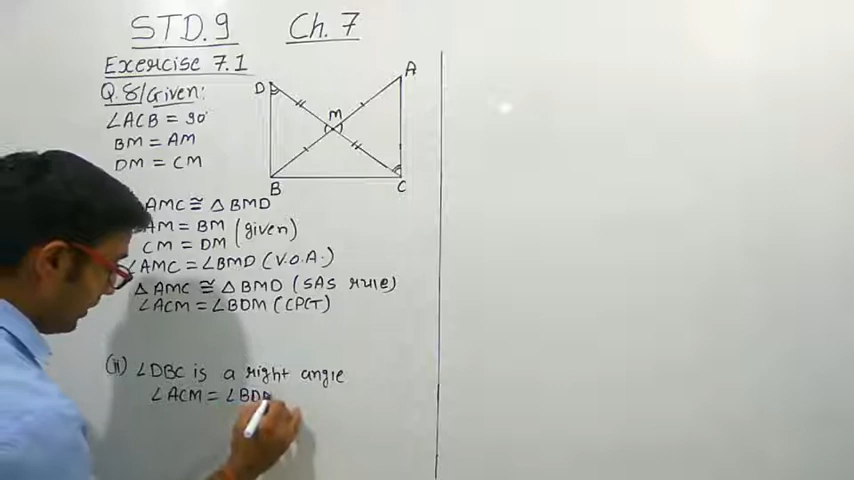 STD.9 Ch.7
Exercise 7.1
Q.8/Given:
∠ACB = 90°
BM = AM
DM = CM
D
A
M
B
C
AMC ≅ △BMD
AM = BM (given)
CM = DM
∠AMC = ∠BMD (V.O.A.)
△AMC ≅ △BMD (SAS rule)
∠ACM = ∠BDM (CPCT)
(ii) ∠DBC is a right angle
∠ACM = ∠BD